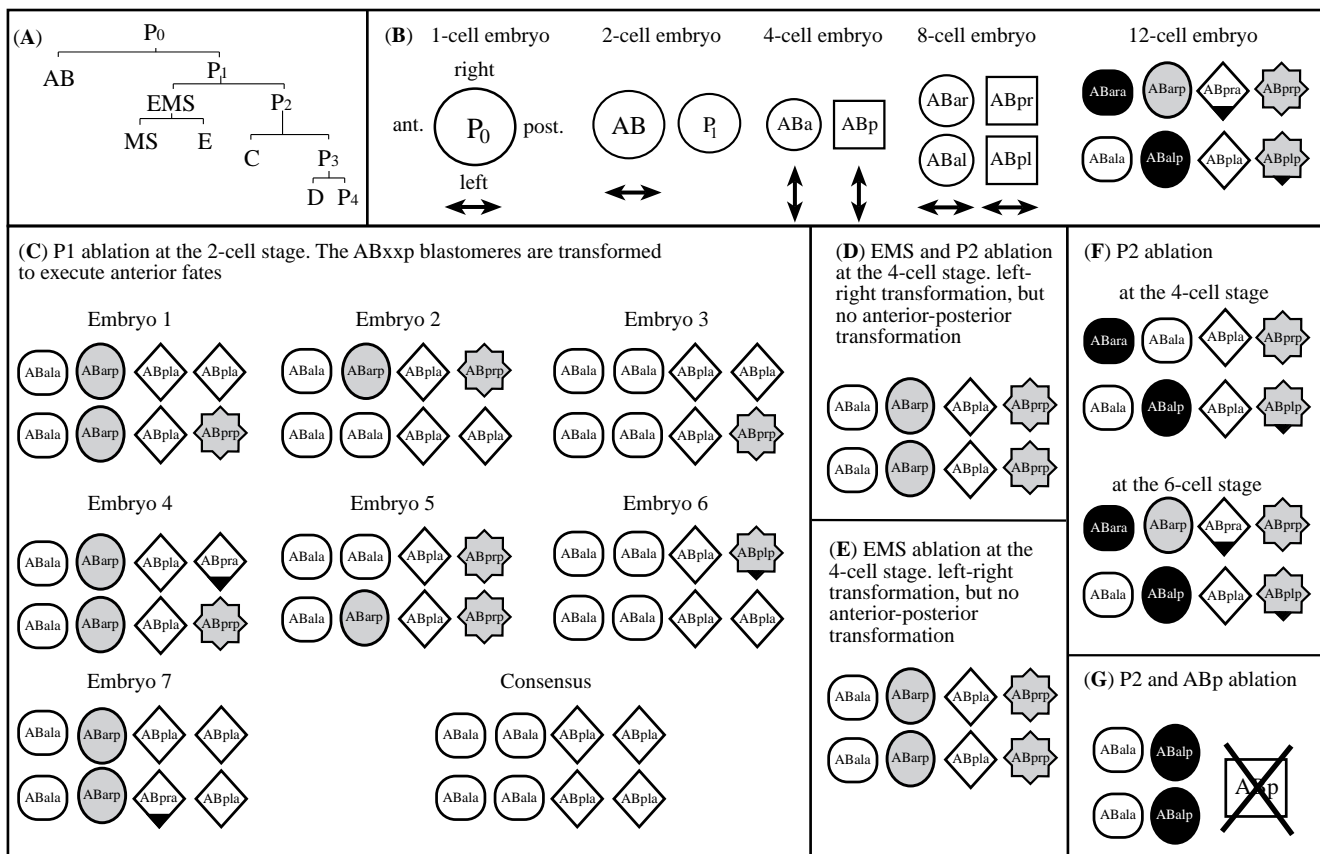 (A)
P0
AB
P1
EMS
P2
MS
E
C
P3
D
P4
(B)
1-cell embryo
2-cell embryo
4-cell embryo
8-cell embryo
12-cell embryo
right
ant.
P0
post.
left
AB
P1
ABa
ABp
ABar
ABpr
ABal
ABpl
ABara
ABarp
ABpra
ABprp
ABala
ABalp
ABpla
ABplp
(C) P1 ablation at the 2-cell stage. The ABxxp blastomeres are transformed
to execute anterior fates
Embryo 1
ABala ABarp ABpla ABpla
ABala ABarp ABpla ABprp
Embryo 2
ABala ABarp ABpla ABprp
ABala ABala ABpla ABpla
Embryo 3
ABala ABala ABpla ABpla
ABala ABala ABpla ABprp
Embryo 4
ABala ABarp ABpla ABpra
ABala ABarp ABpla ABprp
Embryo 5
ABala ABala ABpla ABprp
ABala ABarp ABpla ABprp
Embryo 6
ABala ABala ABpla ABplp
ABala ABala ABpla ABpla
Embryo 7
ABala ABarp ABpla ABpla
ABala ABarp ABpra ABpla
Consensus
ABala ABala ABpla ABpla
ABala ABala ABpla ABpla
(D) EMS and P2 ablation
at the 4-cell stage. left-
right transformation, but
no anterior-posterior
transformation
ABala ABarp ABpla ABprp
ABala ABarp ABpla ABprp
(E) EMS ablation at the
4-cell stage. left-right
transformation, but no
anterior-posterior
transformation
ABala ABarp ABpla ABprp
ABala ABarp ABpla ABprp
(F) P2 ablation
at the 4-cell stage
ABara ABala ABpla ABprp
ABala ABalp ABpla ABplp
at the 6-cell stage
ABara ABarp ABpra ABprp
ABala ABalp ABpla ABplp
(G) P2 and ABp ablation
ABala ABalp
ABp
ABala ABalp